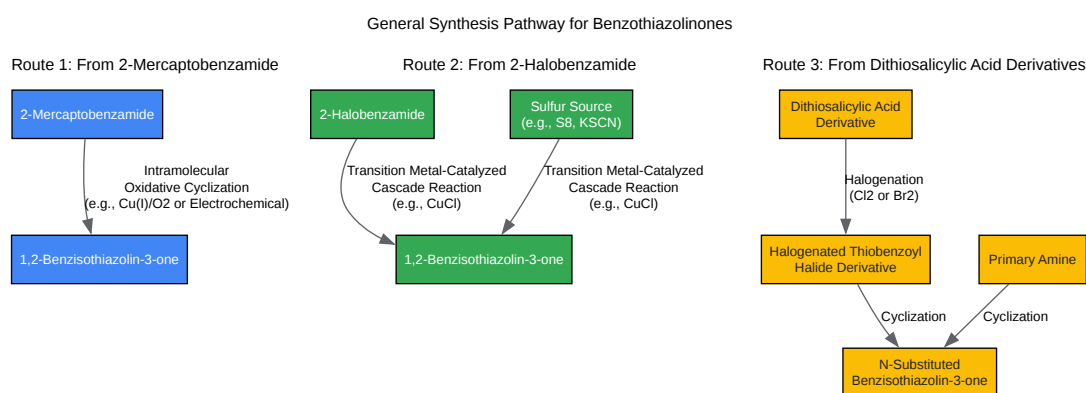 General Synthesis Pathway for Benzothiazolinones
Route 1: From 2-Mercaptobenzamide
2-Mercaptobenzamide
Intramolecular
Oxidative Cyclization
(e.g., Cu(I)/O2 or Electrochemical)
1,2-Benzisothiazolin-3-one
Route 2: From 2-Halobenzamide
2-Halobenzamide
Sulfur Source
(e.g., S8, KSCN)
Transition Metal-Catalyzed
Cascade Reaction
(e.g., CuCl)
Transition Metal-Catalyzed
Cascade Reaction
(e.g., CuCl)
1,2-Benzisothiazolin-3-one
Route 3: From Dithiosalicylic Acid Derivatives
Dithiosalicylic Acid
Derivative
Halogenation
(Cl2 or Br2)
Halogenated Thiobenzoyl
Halide Derivative
Primary Amine
Cyclization
Cyclization
N-Substituted
Benzisothiazolin-3-one